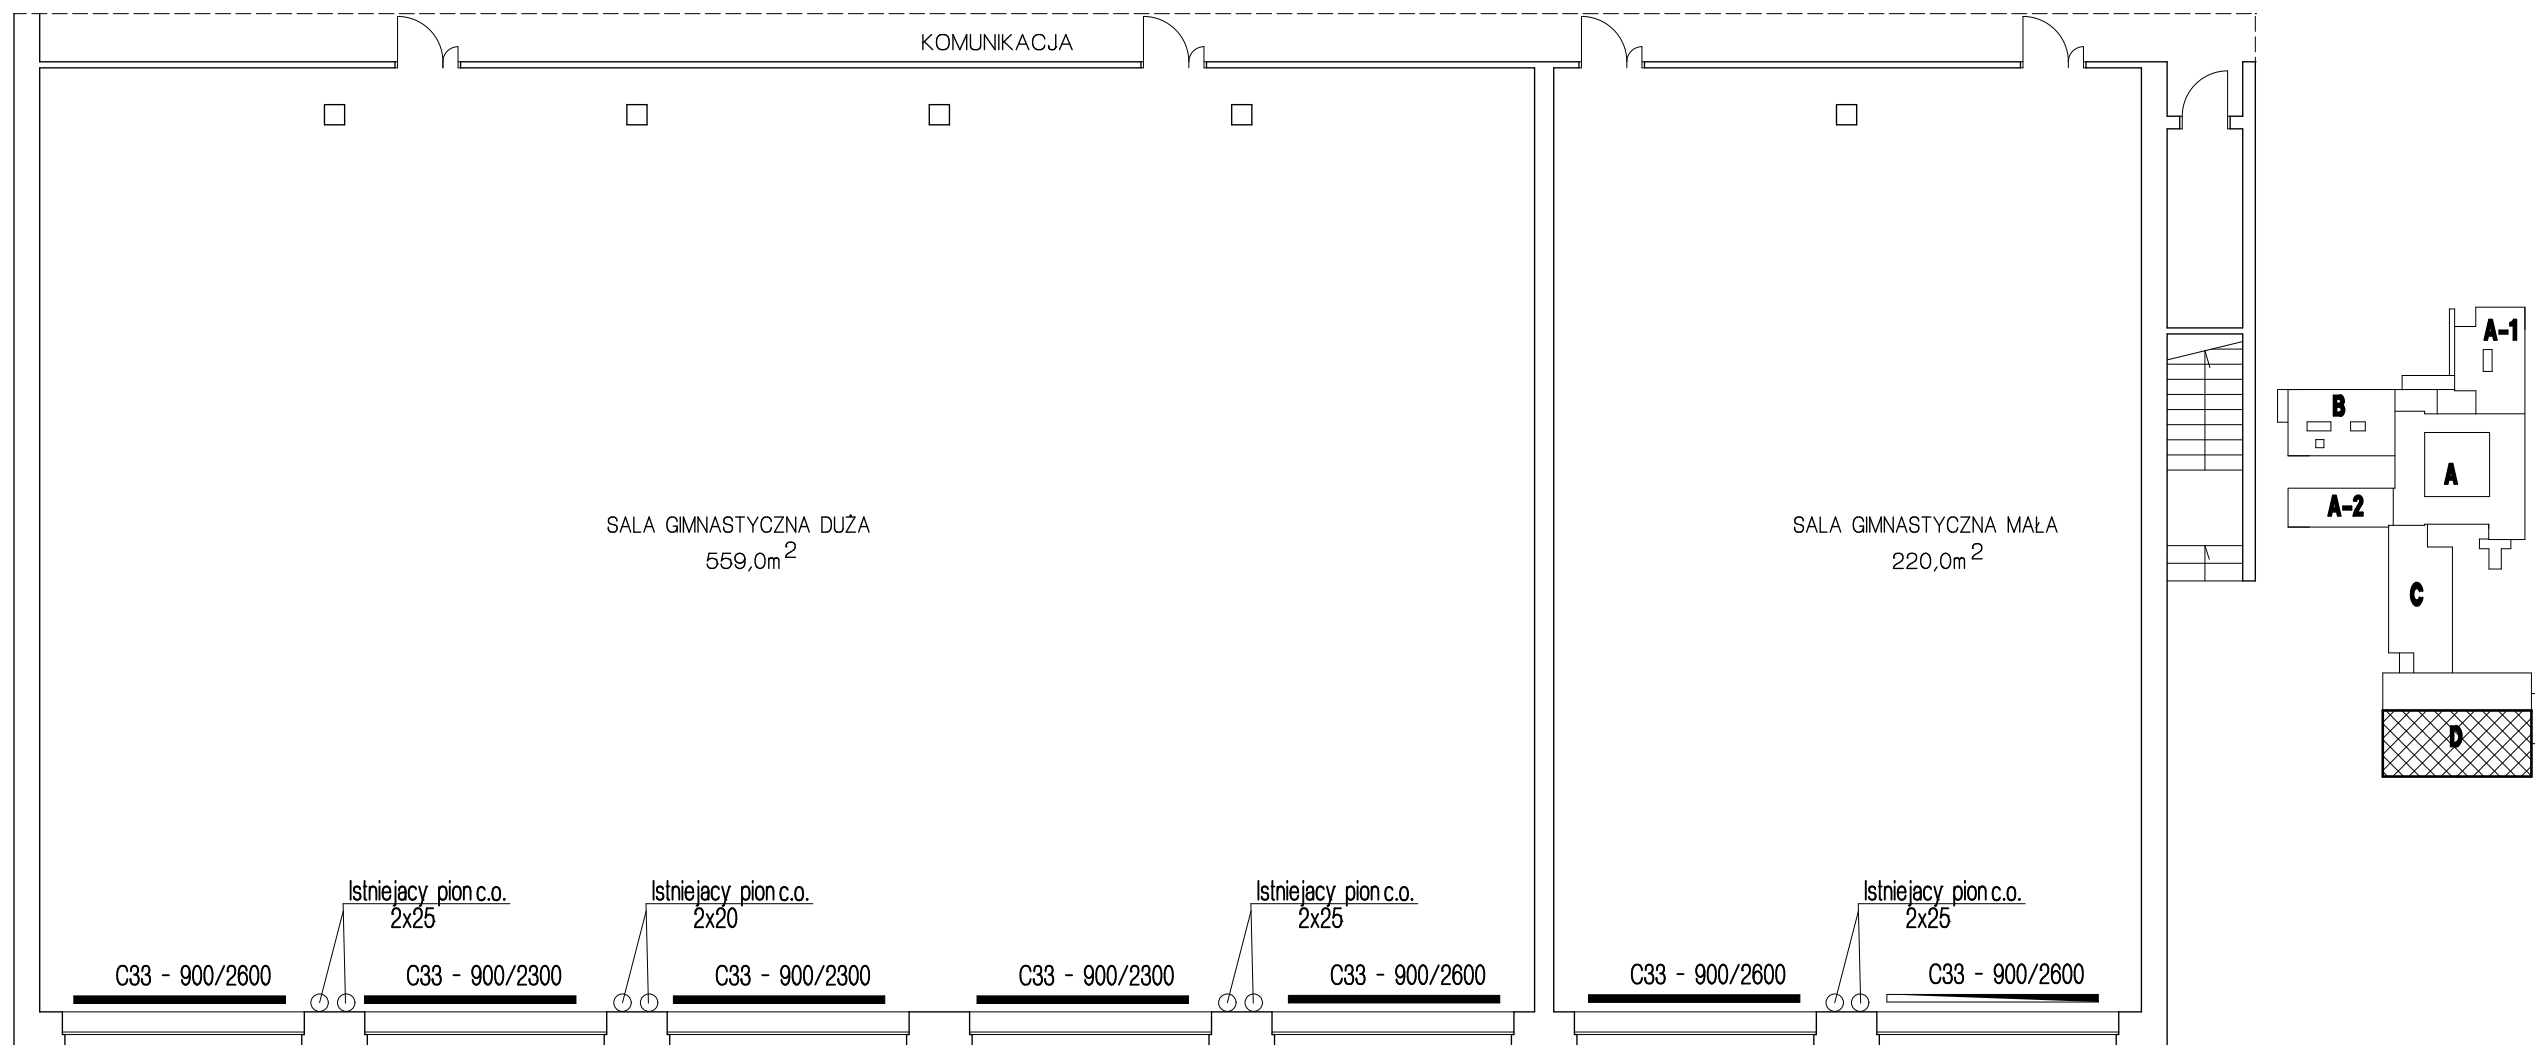 KOMUNIKACJA
A-1
B
A
A-2
SALA GIMNASTYCZNA DUŻA
559,0m²
SALA GIMNASTYCZNA MAŁA
220,0m²
C
D
Istniejacy pion c.o.
2x25
Istniejacy pion c.o.
2x20
Istniejacy pion c.o.
2x25
Istniejacy pion c.o.
2x25
C33 - 900/2600
C33 - 900/2300
C33 - 900/2300
C33 - 900/2300
C33 - 900/2600
C33 - 900/2600
C33 - 900/2600